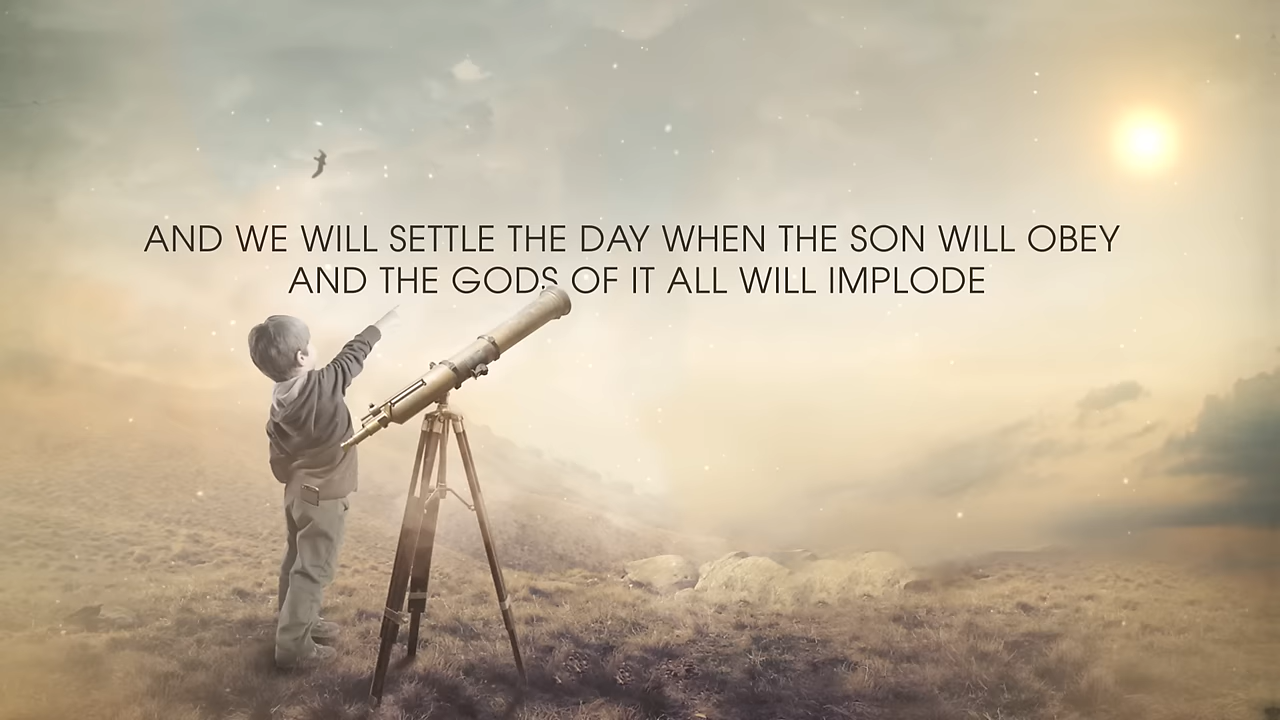 AND WE WILL SETTLE THE DAY WHEN THE SON WILL OBEY
AND THE GODS OF IT ALL WILL IMPLODE